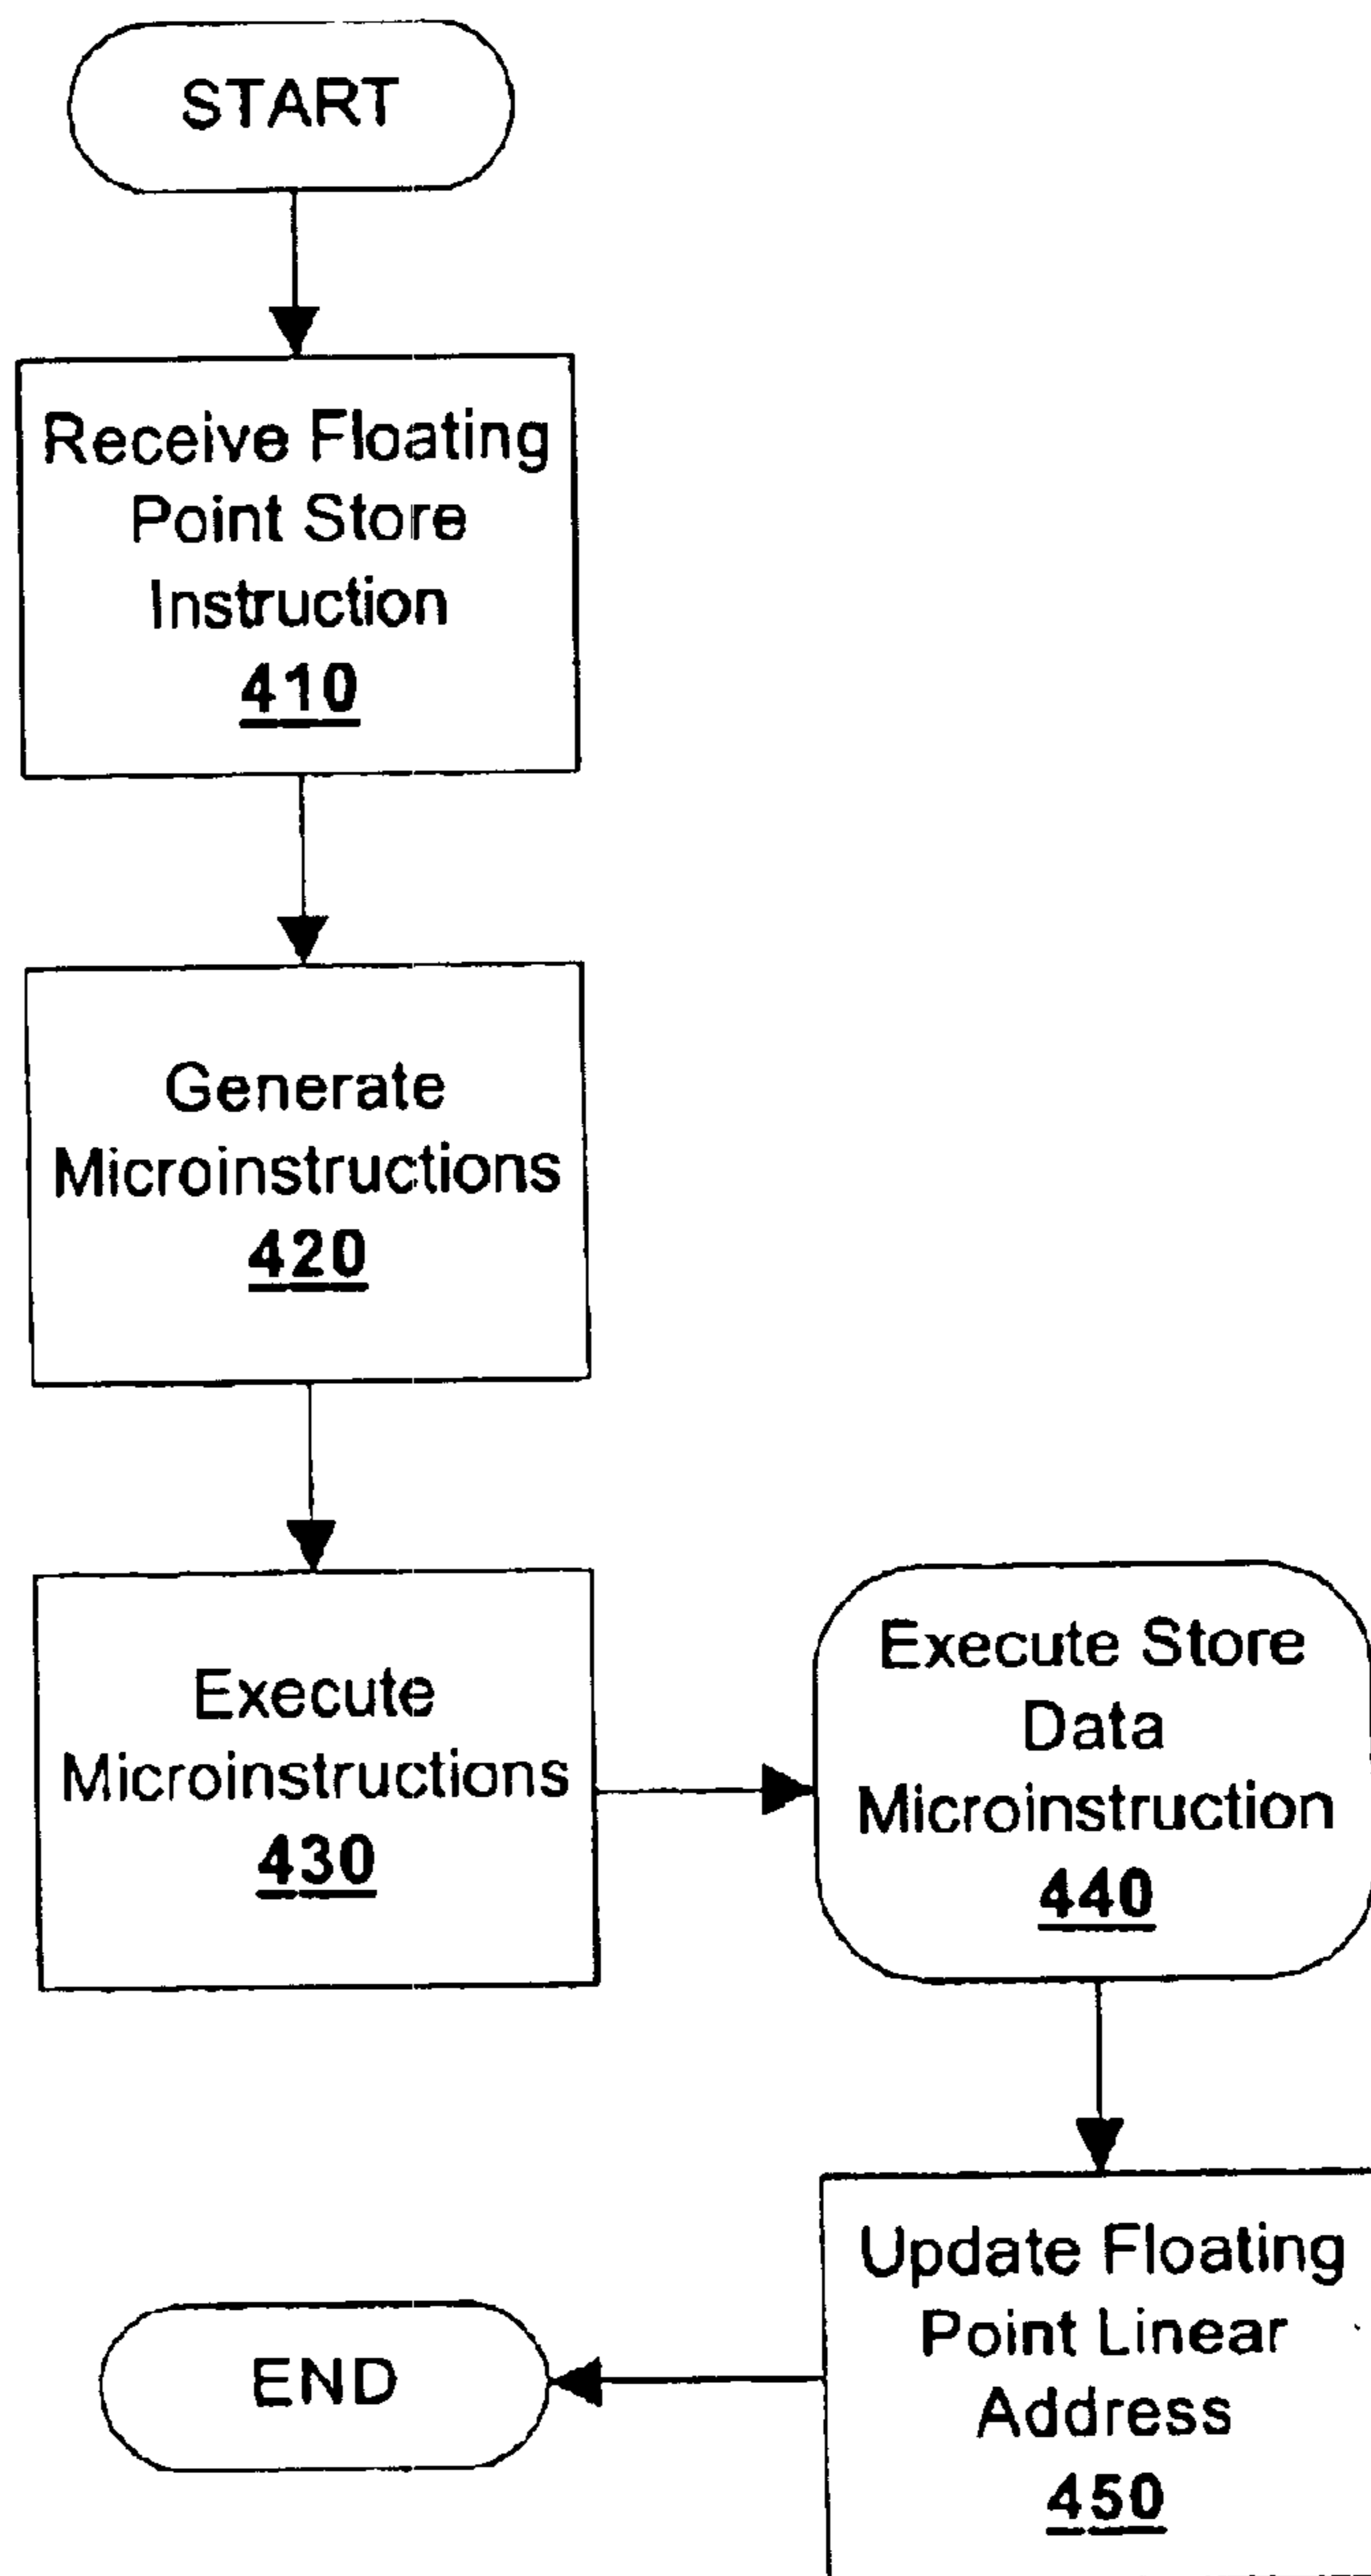 START
Receive Floating
Point Store
Instruction
410
Generate
Microinstructions
420
Execute
Microinstructions
430
Execute Store
Data
Microinstruction
440
Update Floating
Point Linear
Address
450
END